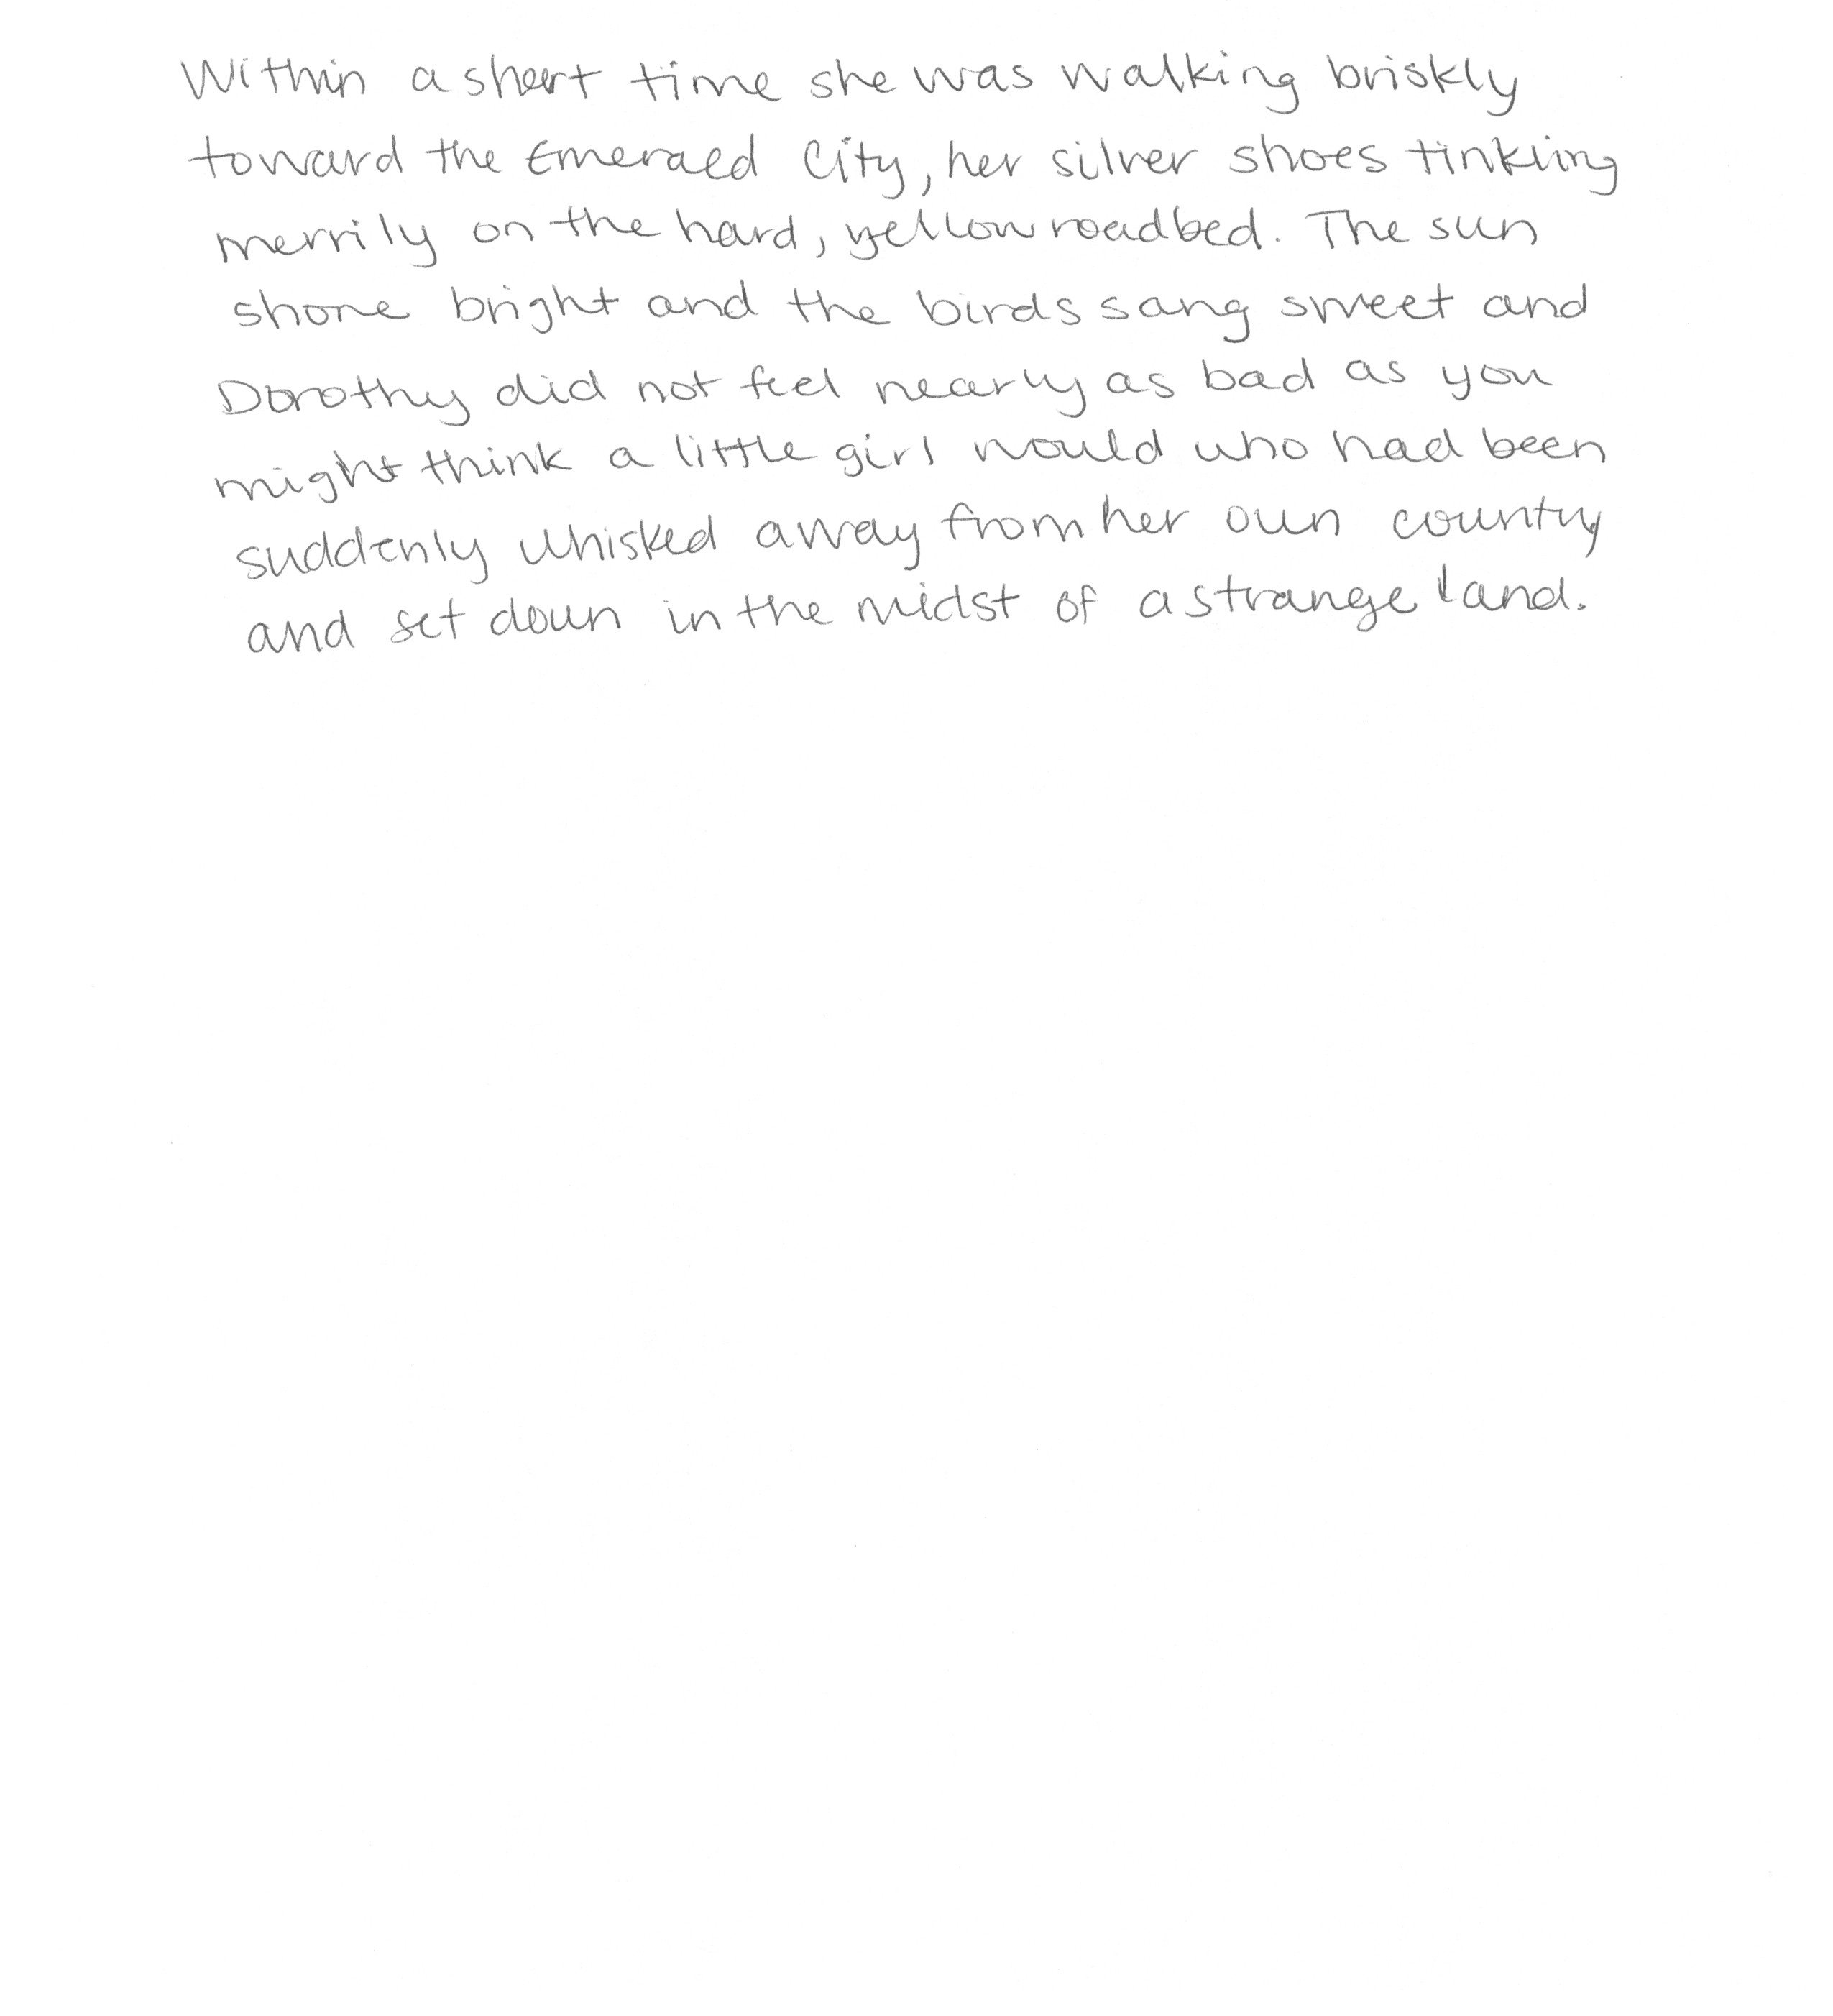 Within a short time she was walking briskly
toward the Emerald City, her silver shoes tinkling
merrily on the hard, yellow roadbed. The sun
shone bright and the birds sang sweet and
Dorothy did not feel nearly as bad as you
might think a little girl would who had been
suddenly whisked away from her own country
and set down in the midst of a strange land.